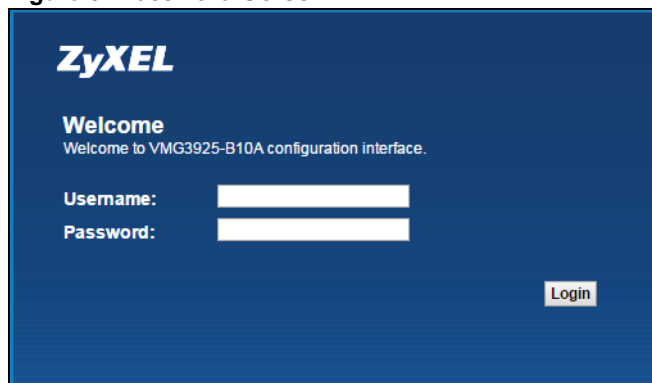 ZyXEL
Welcome
Welcome to VMG3925-B10A configuration interface.
Username:
Password:
Login